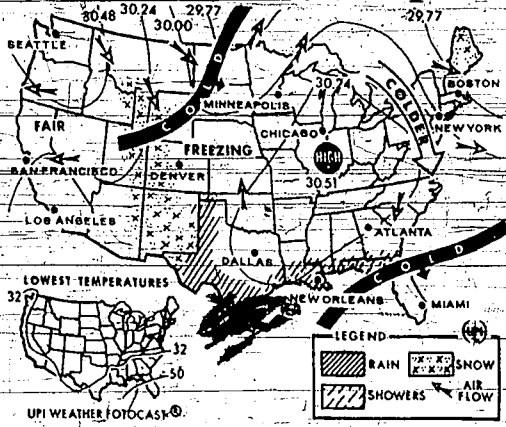 30.48 30.24 30.00 29.77 29.77
SEATTLE
COLD
BOSTON
30.24
MINNEAPOLIS
COLDER
CHICAGO
NEW YORK
FAIR
FREEZING
HIGH
SAN FRANCISCO
DENVER
30.51
LOS ANGELES
ATLANTA
DALLAS
COLD
NEW ORLEANS
MIAMI
LOWEST TEMPERATURES
32
32
50
UPI WEATHER FOTOCAST®
LEGEND
UPI
RAIN
SNOW
SHOWERS
AIR FLOW